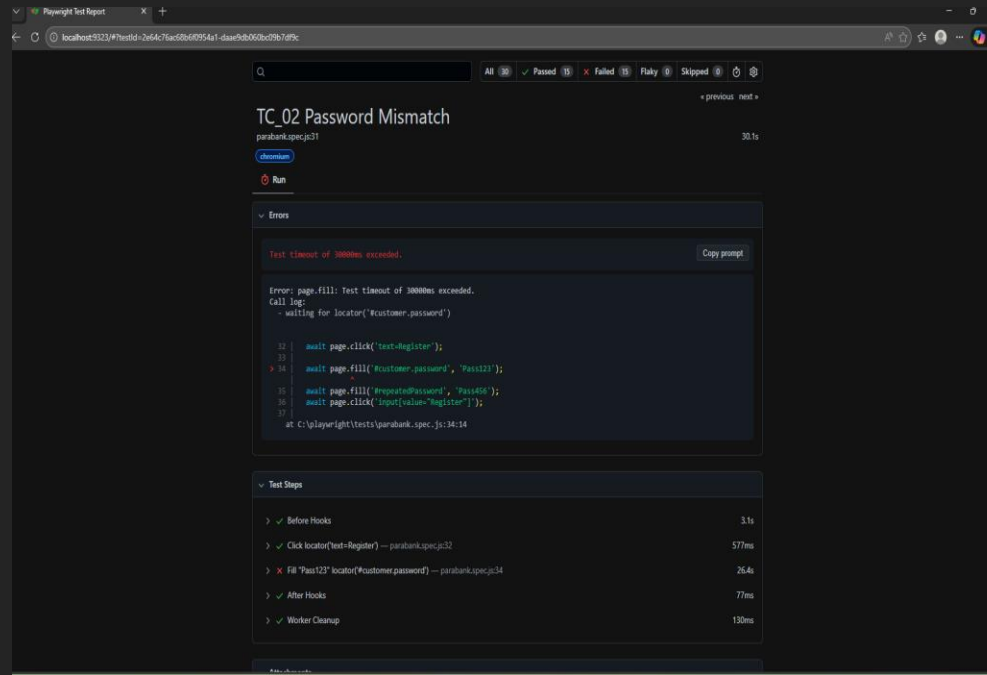 Playwright Test Report
localhost:9323/#?testId=2e64c76ac68b6f0954a1-daae9db060bc09b7df9c
All 30 Passed 15 Failed 15 Flaky 0 Skipped 0
« previous next »
TC_02 Password Mismatch
parabank.spec.js:31 30.1s
chromium
Run
Errors
Test timeout of 30000ms exceeded.
Copy prompt
Error: page.fill: Test timeout of 30000ms exceeded.
Call log:
- waiting for locator('#customer.password')
32 | await page.click('text=Register');
33 |
> 34 | await page.fill('#customer.password', 'Pass123');
| ^
35 | await page.fill('#repeatedPassword', 'Pass456');
36 | await page.click('input[value="Register"]');
37 |
at C:\playwright\tests\parabank.spec.js:34:14
Test Steps
Before Hooks 3.1s
Click locator('text=Register') — parabank.spec.js:32 577ms
Fill "Pass123" locator('#customer.password') — parabank.spec.js:34 26.4s
After Hooks 77ms
Worker Cleanup 130ms